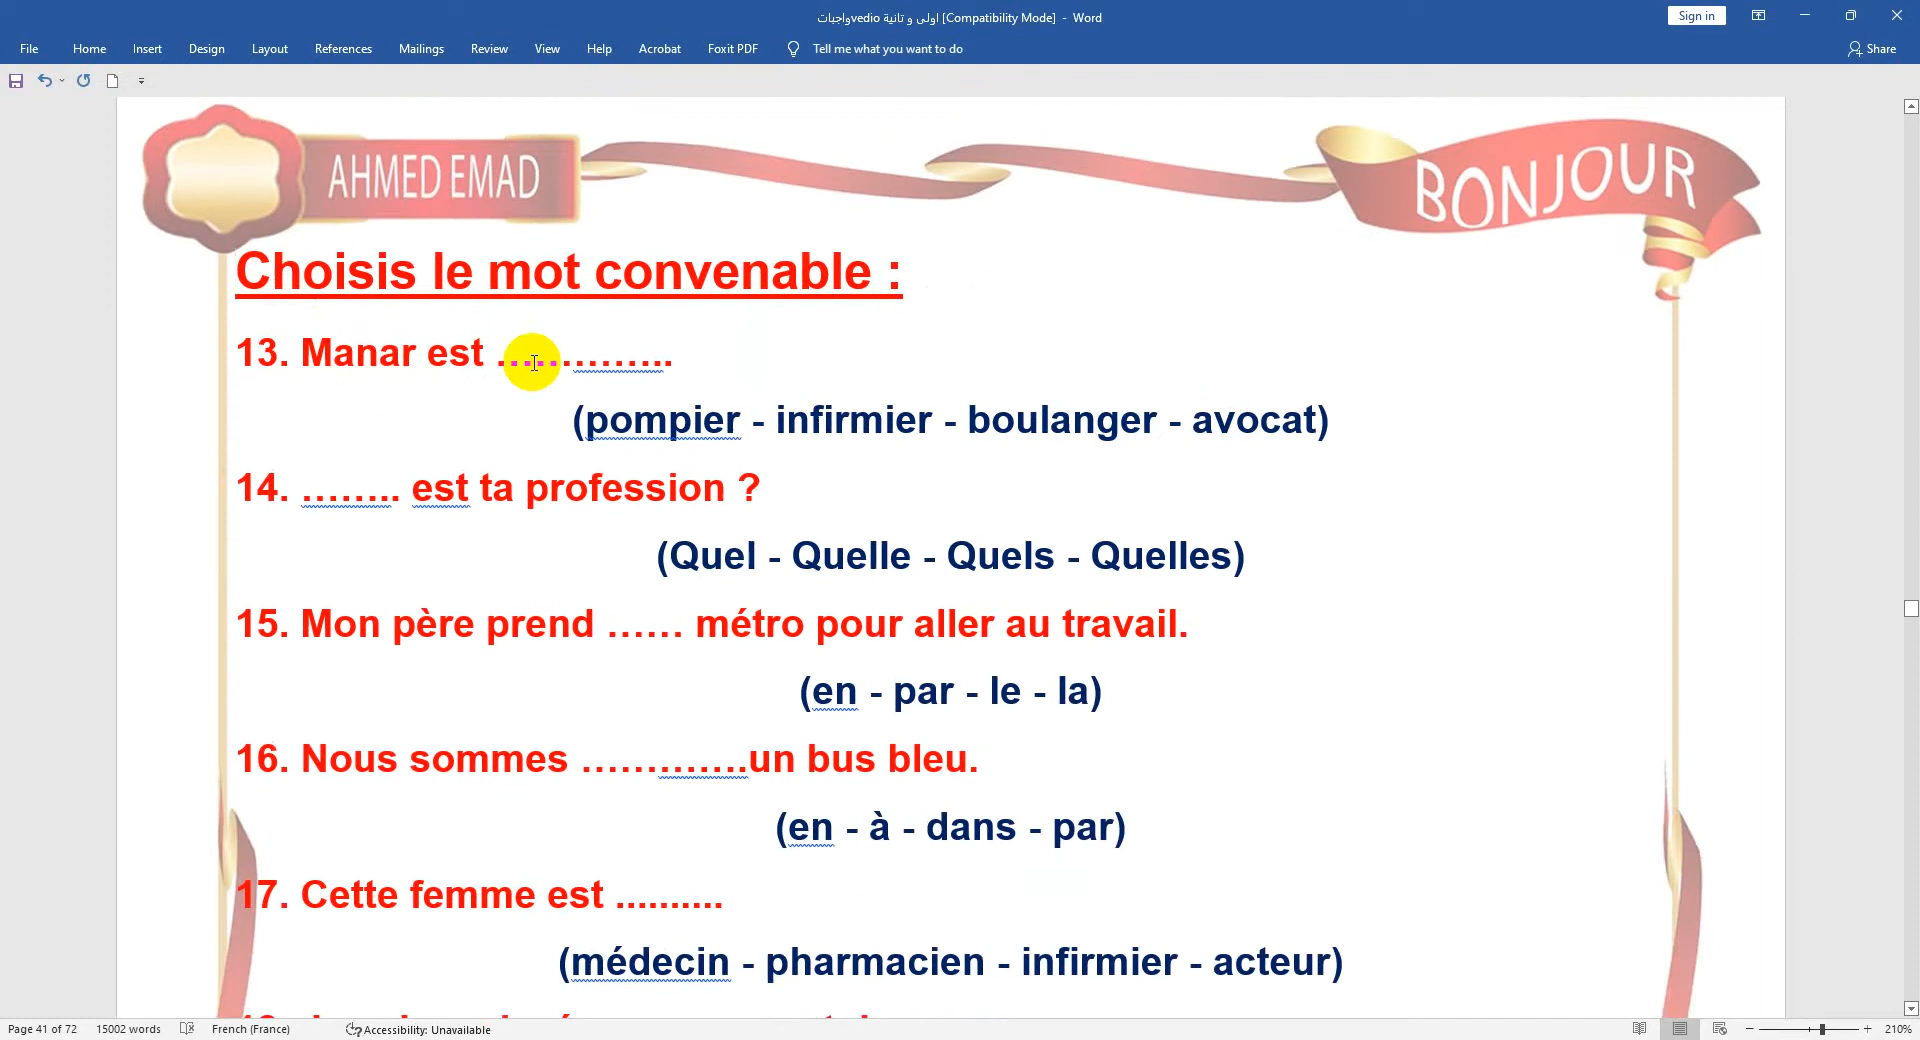 واجباتvedio اولى و تانية [Compatibility Mode] - Word
Sign in
File Home Insert Design Layout References Mailings Review View Help Acrobat Foxit PDF Tell me what you want to do Share
AHMED EMAD
BONJOUR
Choisis le mot convenable :
13. Manar est …………..
(pompier - infirmier - boulanger - avocat)
14. …….. est ta profession ?
(Quel - Quelle - Quels - Quelles)
15. Mon père prend …… métro pour aller au travail.
(en - par - le - la)
16. Nous sommes ………….un bus bleu.
(en - à - dans - par)
17. Cette femme est ..........
(médecin - pharmacien - infirmier - acteur)
Page 41 of 72 15002 words French (France) Accessibility: Unavailable 210%